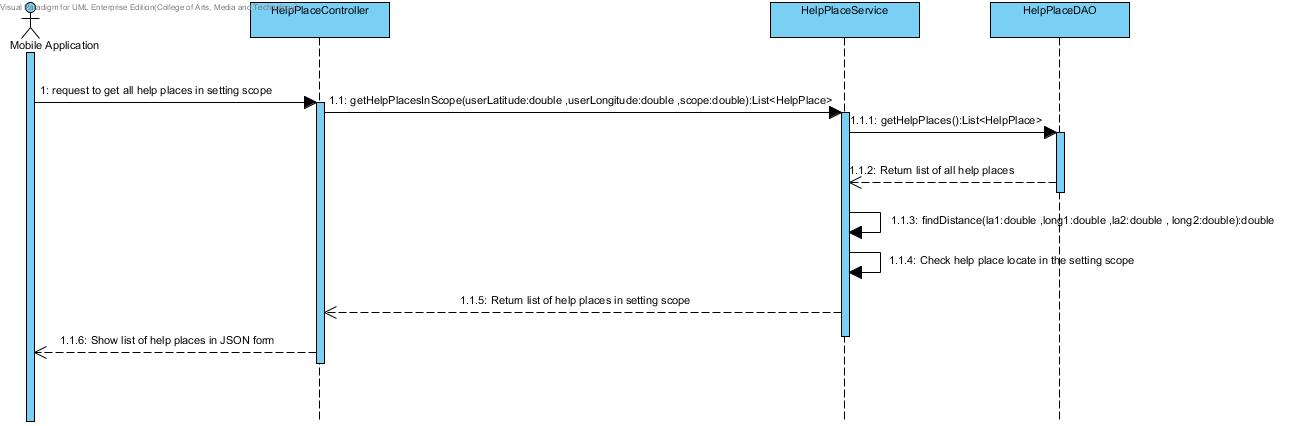 Visual Paradigm for UML Enterprise Edition(College of Arts, Media and
HelpPlaceController
HelpPlaceService
HelpPlaceDAO
Mobile Application
1: request to get all help places in setting scope
1.1: getHelpPlacesInScope(userLatitude:double ,userLongitude:double ,scope:double):List<HelpPlace>
1.1.1: getHelpPlaces():List<HelpPlace>
1.1.2: Return list of all help places
1.1.3: findDistance(la1:double ,long1:double ,la2:double , long2:double):double
1.1.4: Check help place locate in the setting scope
1.1.5: Return list of help places in setting scope
1.1.6: Show list of help places in JSON form